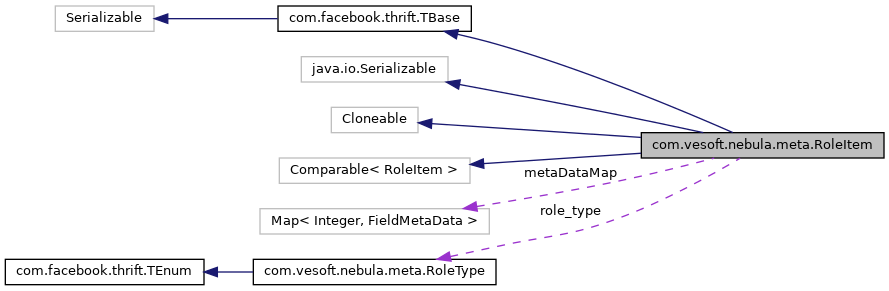 Serializable
com.facebook.thrift.TBase
java.io.Serializable
Cloneable
com.vesoft.nebula.meta.RoleItem
Comparable< RoleItem >
metaDataMap
Map< Integer, FieldMetaData >
role_type
com.facebook.thrift.TEnum
com.vesoft.nebula.meta.RoleType